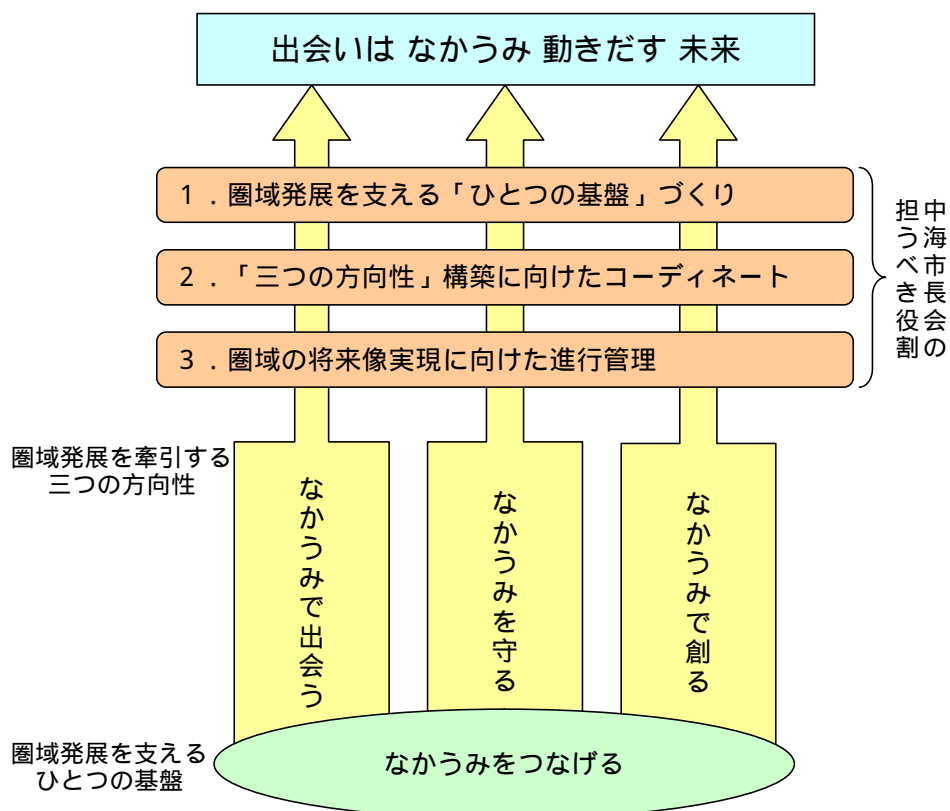 出会いは なかうみ 動きだす 未来
1．圏域発展を支える「ひとつの基盤」づくり
2．「三つの方向性」構築に向けたコーディネート
3．圏域の将来像実現に向けた進行管理
中海市長会の
担うべき役割
圏域発展を牽引する
三つの方向性
なかうみで出会う
なかうみを守る
なかうみで創る
圏域発展を支える
ひとつの基盤
なかうみをつなげる